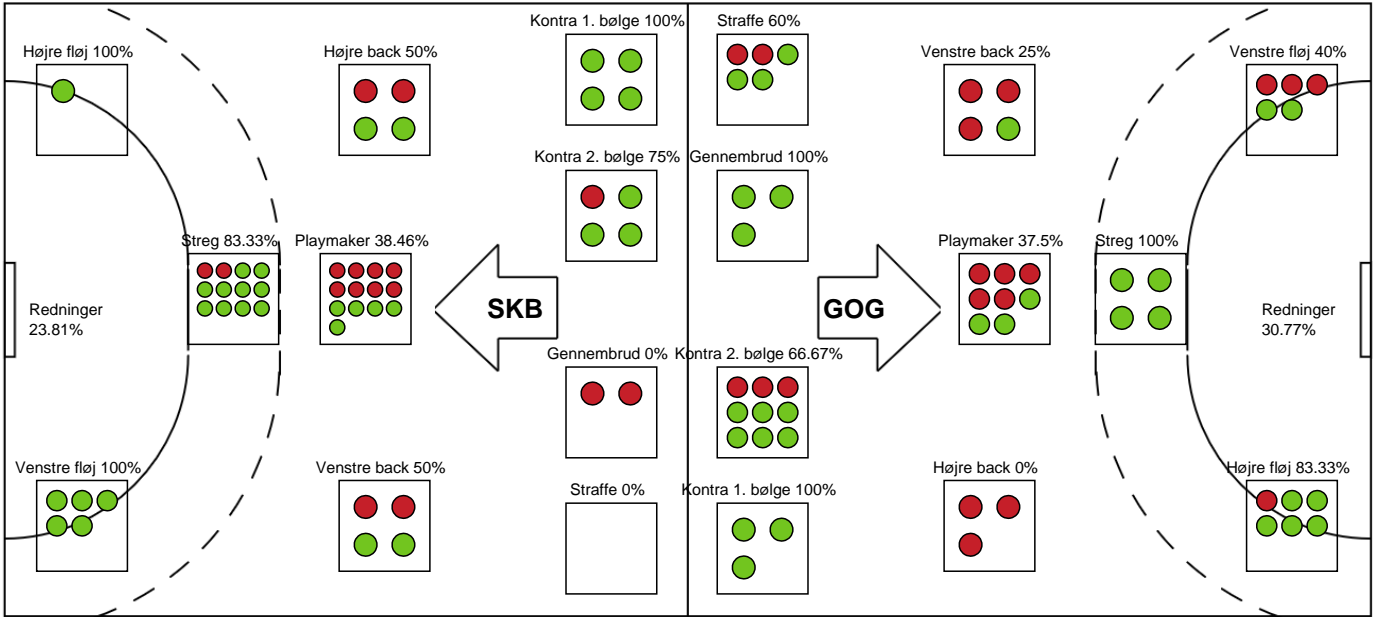 Kontra 1. bølge 100%
Straffe 60%
Højre fløj 100%
Højre back 50%
Venstre back 25%
Venstre fløj 40%
Kontra 2. bølge 75%
Gennembrud 100%
Streg 83.33%
Playmaker 38.46%
Playmaker 37.5%
Streg 100%
Redninger
23.81%
SKB
GOG
Redninger
30.77%
Gennembrud 0%
Kontra 2. bølge 66.67%
Venstre fløj 100%
Venstre back 50%
Straffe 0%
Kontra 1. bølge 100%
Højre back 0%
Højre fløj 83.33%